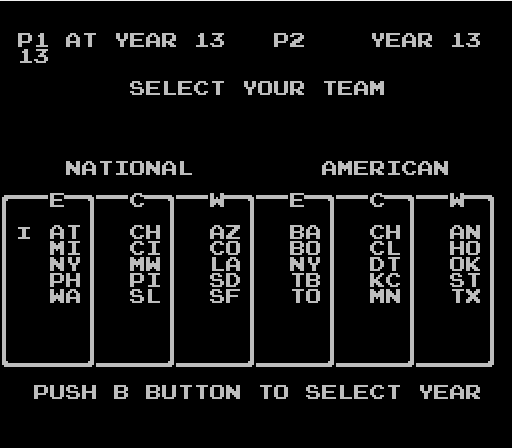 P1 AT YEAR 13 P2 YEAR 13
13
SELECT YOUR TEAM
NATIONAL AMERICAN
E C W E C W
I AT CH AZ BA CH AN
MI CI CO BO CL HO
NY MW LA NY DT OK
PH PI SD TB KC ST
WA SL SF TO MN TX
PUSH B BUTTON TO SELECT YEAR